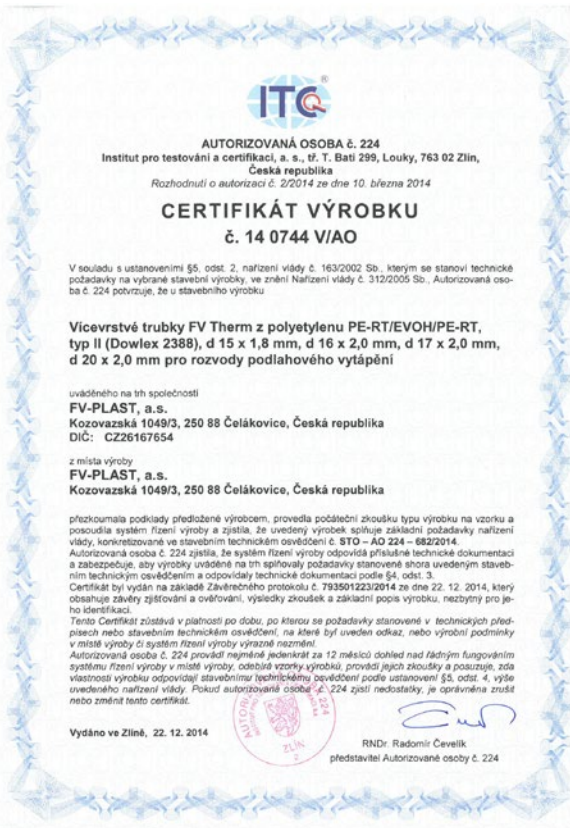 ITC®
AUTORIZOVANÁ OSOBA č. 224
Institut pro testování a certifikaci, a. s., tř. T. Bati 299, Louky, 763 02 Zlín,
Česká republika
Rozhodnutí o autorizaci č. 2/2014 ze dne 10. března 2014
CERTIFIKÁT VÝROBKU
č. 14 0744 V/AO
V souladu s ustanoveními §5, odst. 2, nařízení vlády č. 163/2002 Sb., kterým se stanoví technické
požadavky na vybrané stavební výrobky, ve znění Nařízení vlády č. 312/2005 Sb., Autorizovaná oso-
ba č. 224 potvrzuje, že u stavebního výrobku
Vícevrstvé trubky FV Therm z polyetylenu PE-RT/EVOH/PE-RT,
typ II (Dowlex 2388), d 15 x 1,8 mm, d 16 x 2,0 mm, d 17 x 2,0 mm,
d 20 x 2,0 mm pro rozvody podlahového vytápění
uváděného na trh společností
FV-PLAST, a.s.
Kozovazská 1049/3, 250 88 Čelákovice, Česká republika
DIČ: CZ26167654
z místa výroby
FV-PLAST, a.s.
Kozovazská 1049/3, 250 88 Čelákovice, Česká republika
přezkoumala podklady předložené výrobcem, provedla počáteční zkoušku typu výrobku na vzorku a
posoudila systém řízení výroby a zjistila, že uvedený výrobek splňuje základní požadavky nařízení
vlády, konkretizované ve stavebním technickém osvědčení č. STO – AO 224 – 682/2014.
Autorizovaná osoba č. 224 zjistila, že systém řízení výroby odpovídá příslušné technické dokumentaci
a zabezpečuje, aby výrobky uváděné na trh splňovaly požadavky stanovené shora uvedeným staveb-
ním technickým osvědčením a odpovídaly technické dokumentaci podle §4, odst. 3.
Certifikát byl vydán na základě Závěrečného protokolu č. 793501223/2014 ze dne 22. 12. 2014, který
obsahuje závěry zjišťování a ověřování, výsledky zkoušek a základní popis výrobku, nezbytný pro je-
ho identifikaci.
Tento Certifikát zůstává v platnosti po dobu, po kterou se požadavky stanovené v technických před-
pisech nebo stavebním technickém osvědčení, na které byl uveden odkaz, nebo výrobní podmínky
v místě výroby či systém řízení výroby výrazně nezmění.
Autorizovaná osoba č. 224 provádí nejméně jedenkrát za 12 měsíců dohled nad řádným fungováním
systému řízení výroby v místě výroby, odebírá vzorky výrobků, provádí jejich zkoušky a posuzuje, zda
vlastnosti výrobku odpovídají stavebnímu technickému osvědčení podle ustanovení §5, odst. 4, výše
uvedeného nařízení vlády. Pokud autorizovaná osoba č. 224 zjistí nedostatky, je oprávněna zrušit
nebo změnit tento certifikát.
Vydáno ve Zlíně, 22. 12. 2014
ZLÍN
RNDr. Radomír Čevelík
představitel Autorizované osoby č. 224